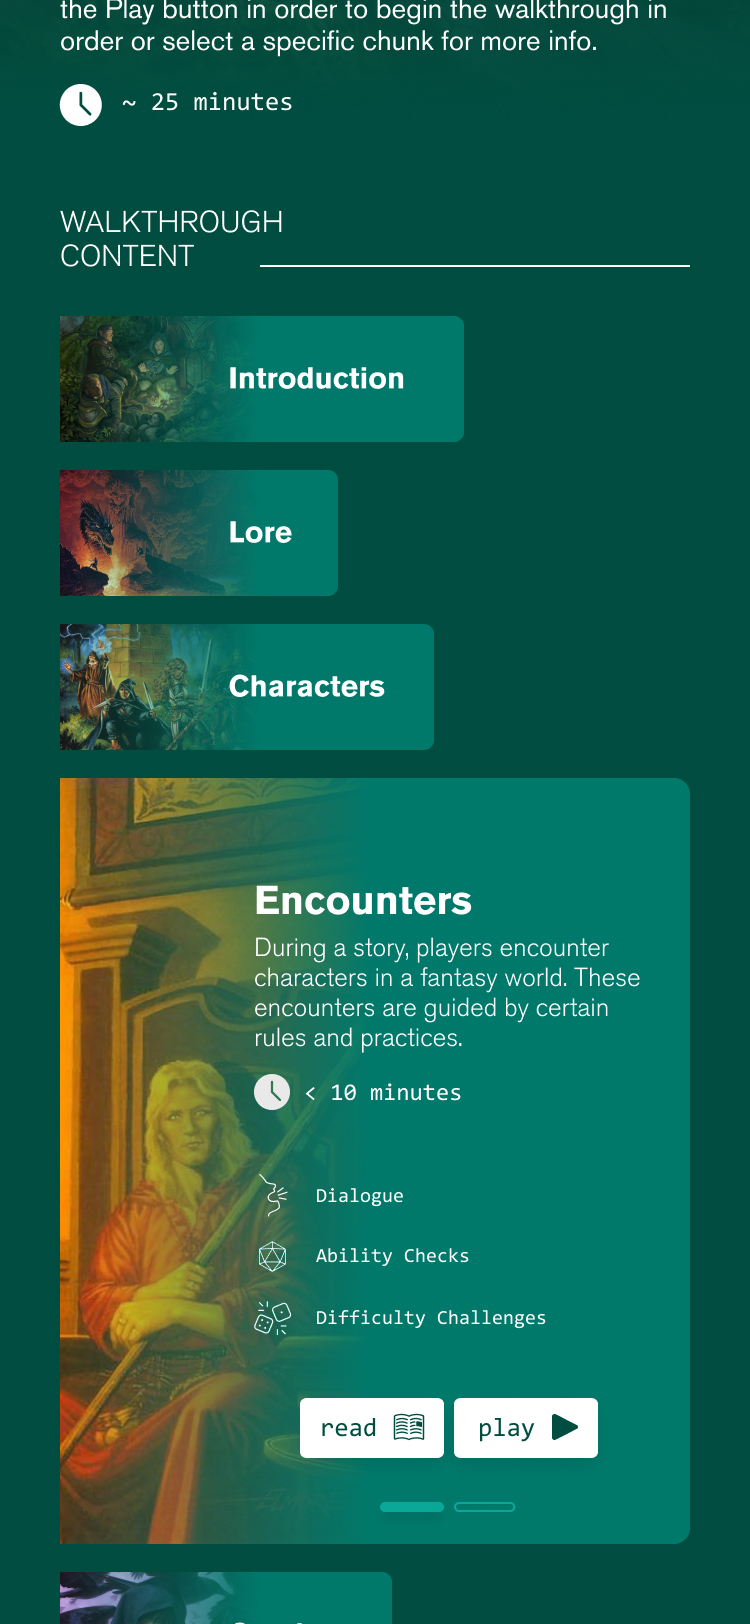 the Play button in order to begin the walkthrough in
order or select a specific chunk for more info.
~ 25 minutes
WALKTHROUGH
CONTENT
Introduction
Lore
Characters
Encounters
During a story, players encounter
characters in a fantasy world. These
encounters are guided by certain
rules and practices.
< 10 minutes
Dialogue
Ability Checks
Difficulty Challenges
read
play